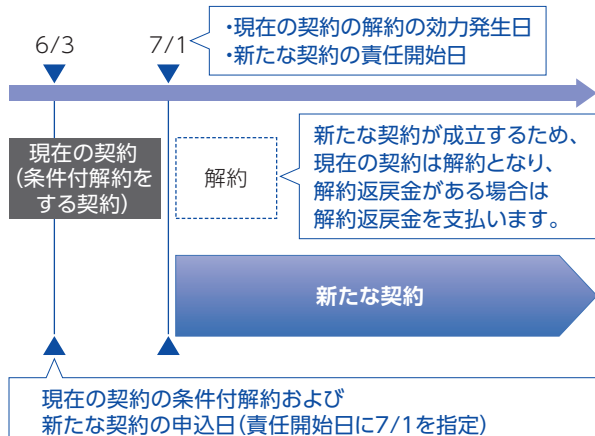 6/3
7/1
・現在の契約の解約の効力発生日
・新たな契約の責任開始日
現在の契約
(条件付解約を
する契約)
解約
新たな契約が成立するため、
現在の契約は解約となり、
解約返戻金がある場合は
解約返戻金を支払います。
新たな契約
現在の契約の条件付解約および
新たな契約の申込日(責任開始日に7/1を指定)